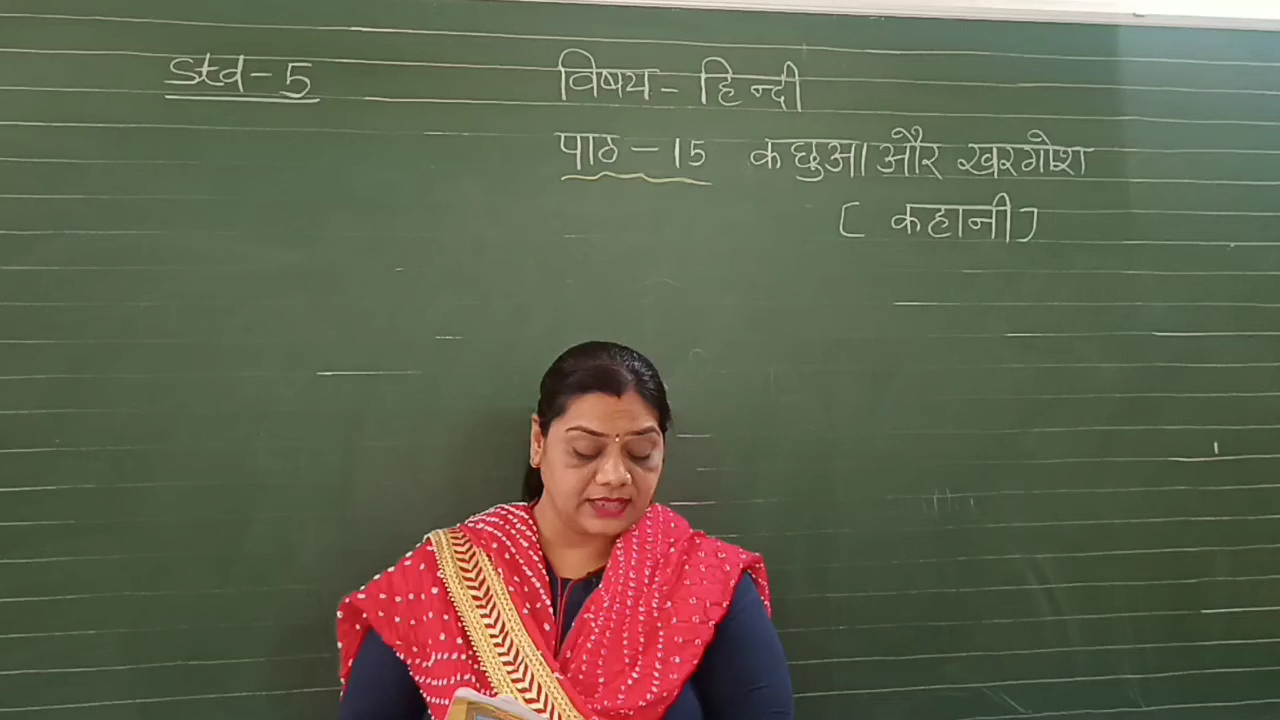 Std-5
विषय - हिन्दी
पाठ - 15 कछुआ और खरगोश
( कहानी )